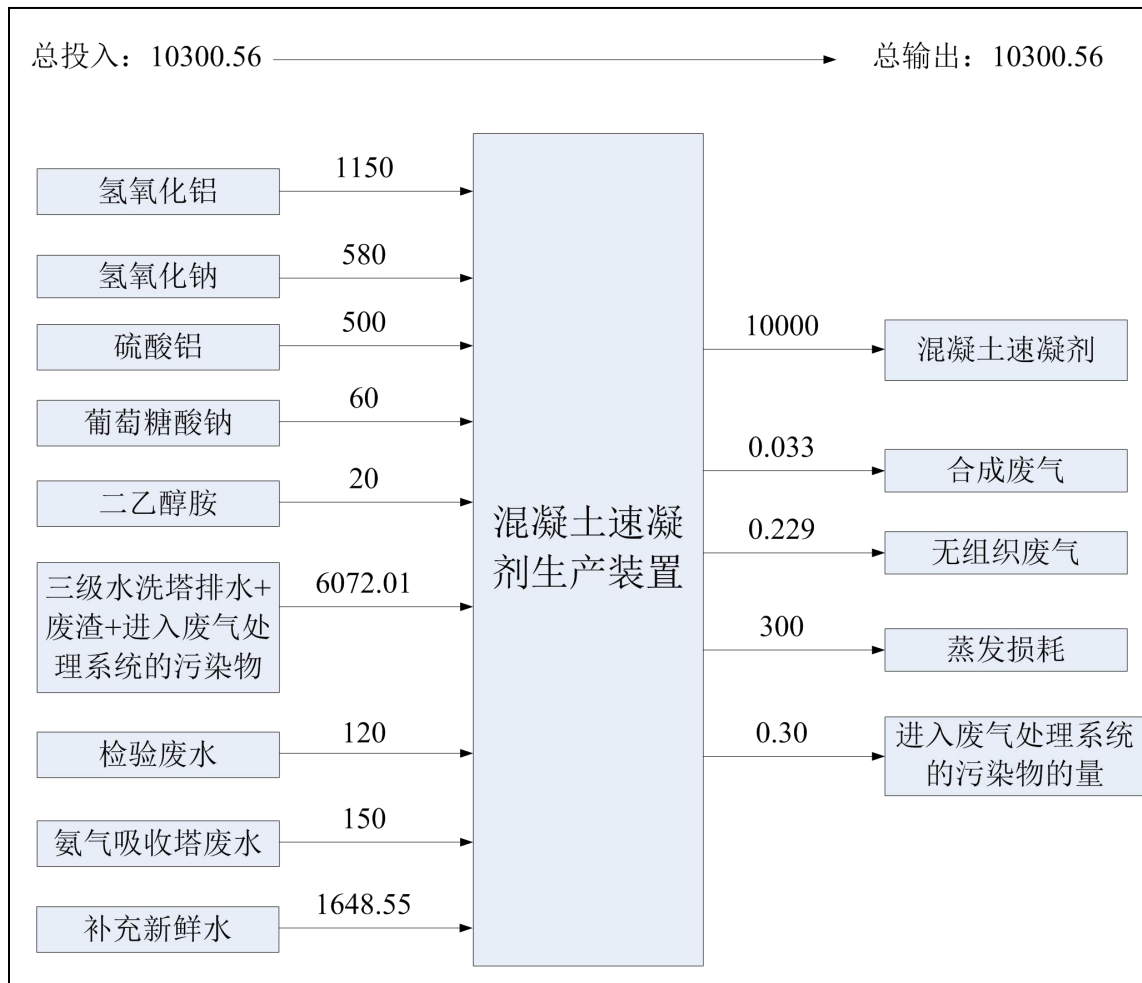 总投入：10300.56
总输出：10300.56
氢氧化铝
1150
氢氧化钠
580
硫酸铝
500
葡萄糖酸钠
60
二乙醇胺
20
三级水洗塔排水+
废渣+进入废气处
理系统的污染物
6072.01
检验废水
120
氨气吸收塔废水
150
补充新鲜水
1648.55
混凝土速凝
剂生产装置
10000
混凝土速凝剂
0.033
合成废气
0.229
无组织废气
300
蒸发损耗
0.30
进入废气处理系统
的污染物的量